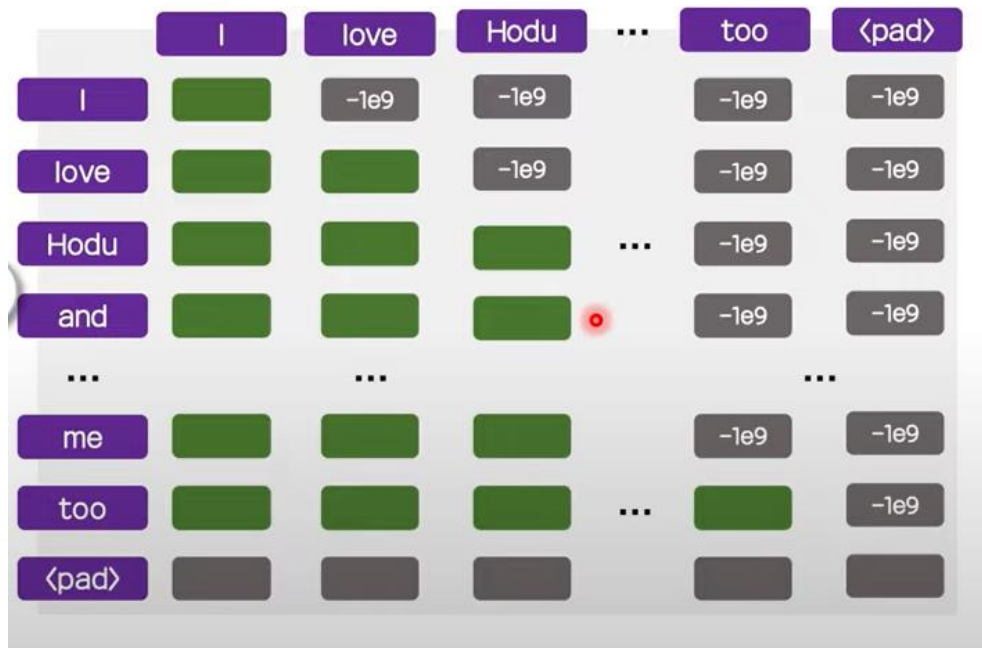 I love Hodu ... too <pad>
I -1e9 -1e9 -1e9 -1e9
love -1e9 -1e9 -1e9
Hodu ... -1e9 -1e9
and -1e9 -1e9
... ... ...
me -1e9 -1e9
too ... -1e9
<pad>